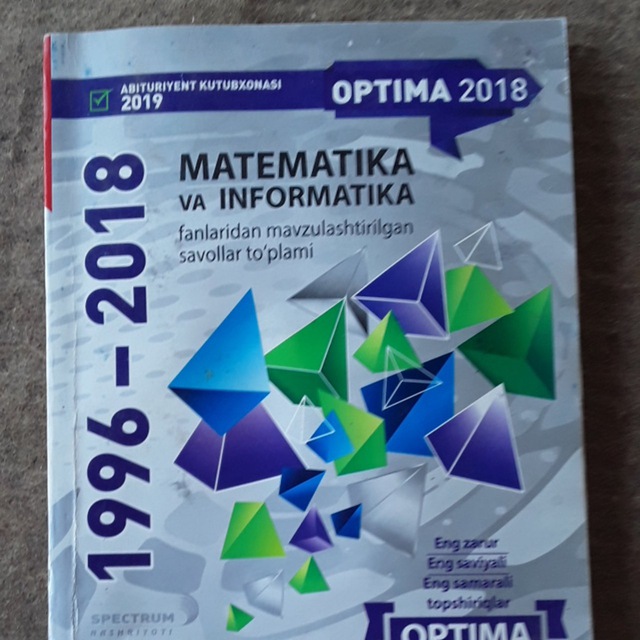 ABITURIYENT KUTUBXONASI
2019
OPTIMA 2018
MATEMATIKA
VA INFORMATIKA
fanlaridan mavzulashtirilgan
savollar to'plami
1996–2018
Eng zarur
Eng saviyali
Eng samarali
topshiriqlar
OPTIMA
SPECTRUM
NASHRIYOTI